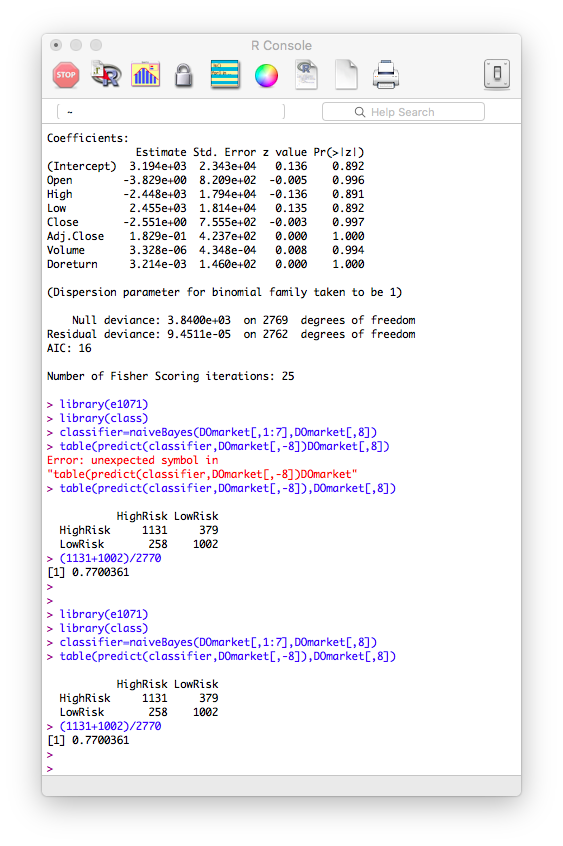 R Console
STOP
~
Help Search
Coefficients:
Estimate Std. Error z value Pr(>|z|)
(Intercept) 3.194e+03 2.343e+04 0.136 0.892
Open -3.829e+00 8.209e+02 -0.005 0.996
High -2.448e+03 1.794e+04 -0.136 0.891
Low 2.455e+03 1.814e+04 0.135 0.892
Close -2.551e+00 7.555e+02 -0.003 0.997
Adj.Close 1.829e-01 4.237e+02 0.000 1.000
Volume 3.328e-06 4.348e-04 0.008 0.994
Doreturn 3.214e-03 1.460e+02 0.000 1.000
(Dispersion parameter for binomial family taken to be 1)
Null deviance: 3.8400e+03 on 2769 degrees of freedom
Residual deviance: 9.4511e-05 on 2762 degrees of freedom
AIC: 16
Number of Fisher Scoring iterations: 25
> library(e1071)
> library(class)
> classifier=naiveBayes(DOmarket[,1:7],DOmarket[,8])
> table(predict(classifier,DOmarket[,-8])DOmarket[,8])
Error: unexpected symbol in
"table(predict(classifier,DOmarket[,-8])DOmarket"
> table(predict(classifier,DOmarket[,-8]),DOmarket[,8])
HighRisk LowRisk
HighRisk 1131 379
LowRisk 258 1002
> (1131+1002)/2770
[1] 0.7700361
>
>
> library(e1071)
> library(class)
> classifier=naiveBayes(DOmarket[,1:7],DOmarket[,8])
> table(predict(classifier,DOmarket[,-8]),DOmarket[,8])
HighRisk LowRisk
HighRisk 1131 379
LowRisk 258 1002
> (1131+1002)/2770
[1] 0.7700361
>
>